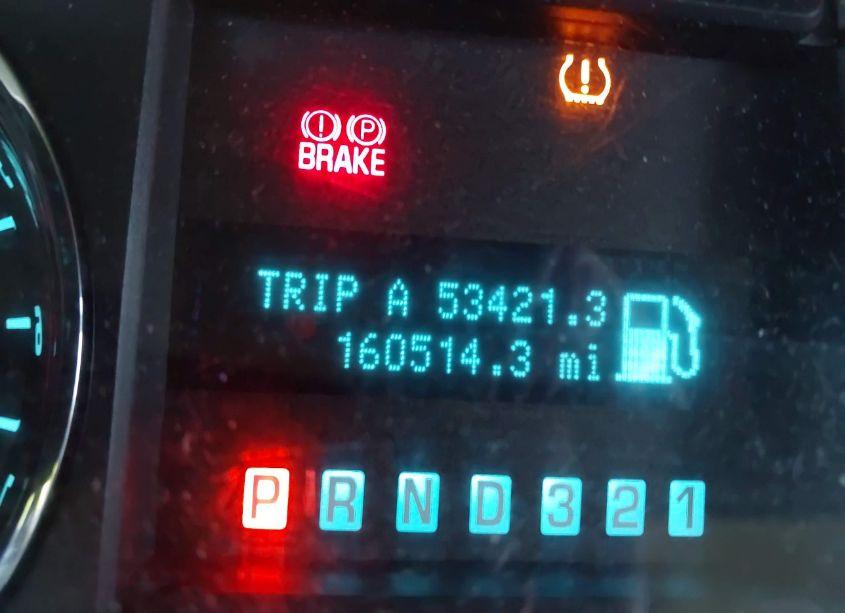 ! P
BRAKE
!
TRIP A 53421.3
160514.3 mi
P R N D 3 2 1